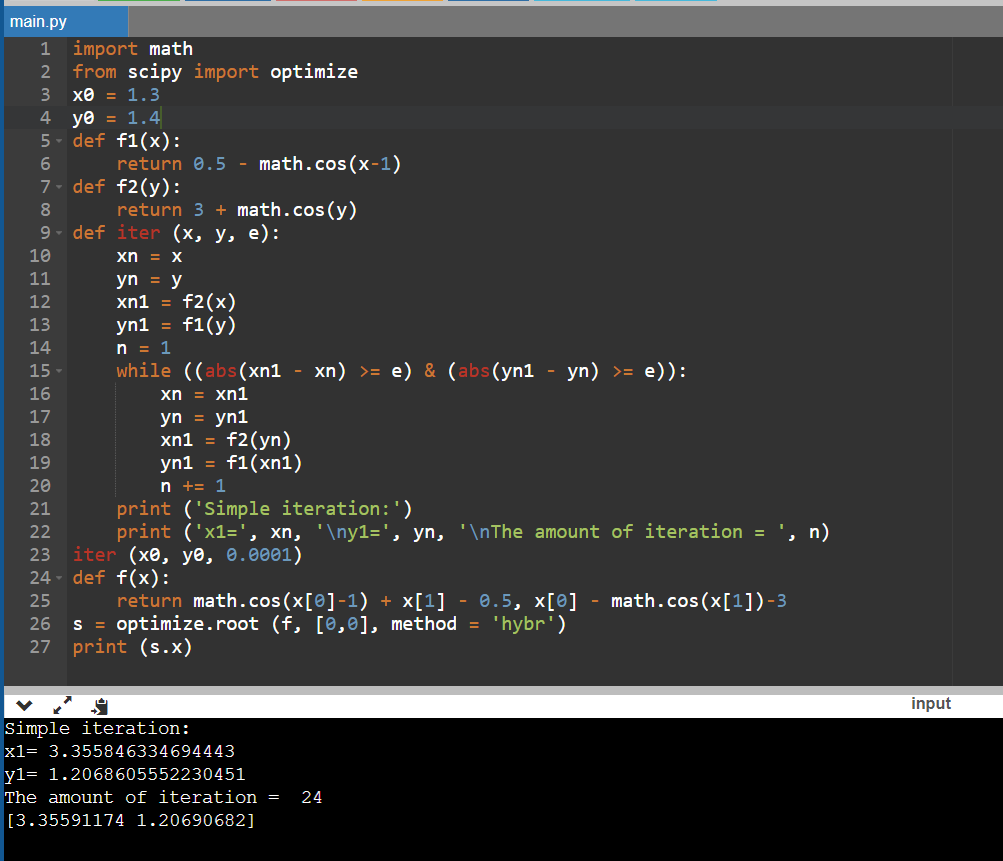 main.py
1 import math
2 from scipy import optimize
3 x0 = 1.3
4 y0 = 1.4
5 def f1(x):
6     return 0.5 - math.cos(x-1)
7 def f2(y):
8     return 3 + math.cos(y)
9 def iter (x, y, e):
10     xn = x
11     yn = y
12     xn1 = f2(x)
13     yn1 = f1(y)
14     n = 1
15     while ((abs(xn1 - xn) >= e) & (abs(yn1 - yn) >= e)):
16         xn = xn1
17         yn = yn1
18         xn1 = f2(yn)
19         yn1 = f1(xn1)
20         n += 1
21     print ('Simple iteration:')
22     print ('x1=', xn, '\ny1=', yn, '\nThe amount of iteration = ', n)
23 iter (x0, y0, 0.0001)
24 def f(x):
25     return math.cos(x[0]-1) + x[1] - 0.5, x[0] - math.cos(x[1])-3
26 s = optimize.root (f, [0,0], method = 'hybr')
27 print (s.x)
input
Simple iteration:
x1= 3.355846334694443
y1= 1.2068605552230451
The amount of iteration =  24
[3.35591174 1.20690682]